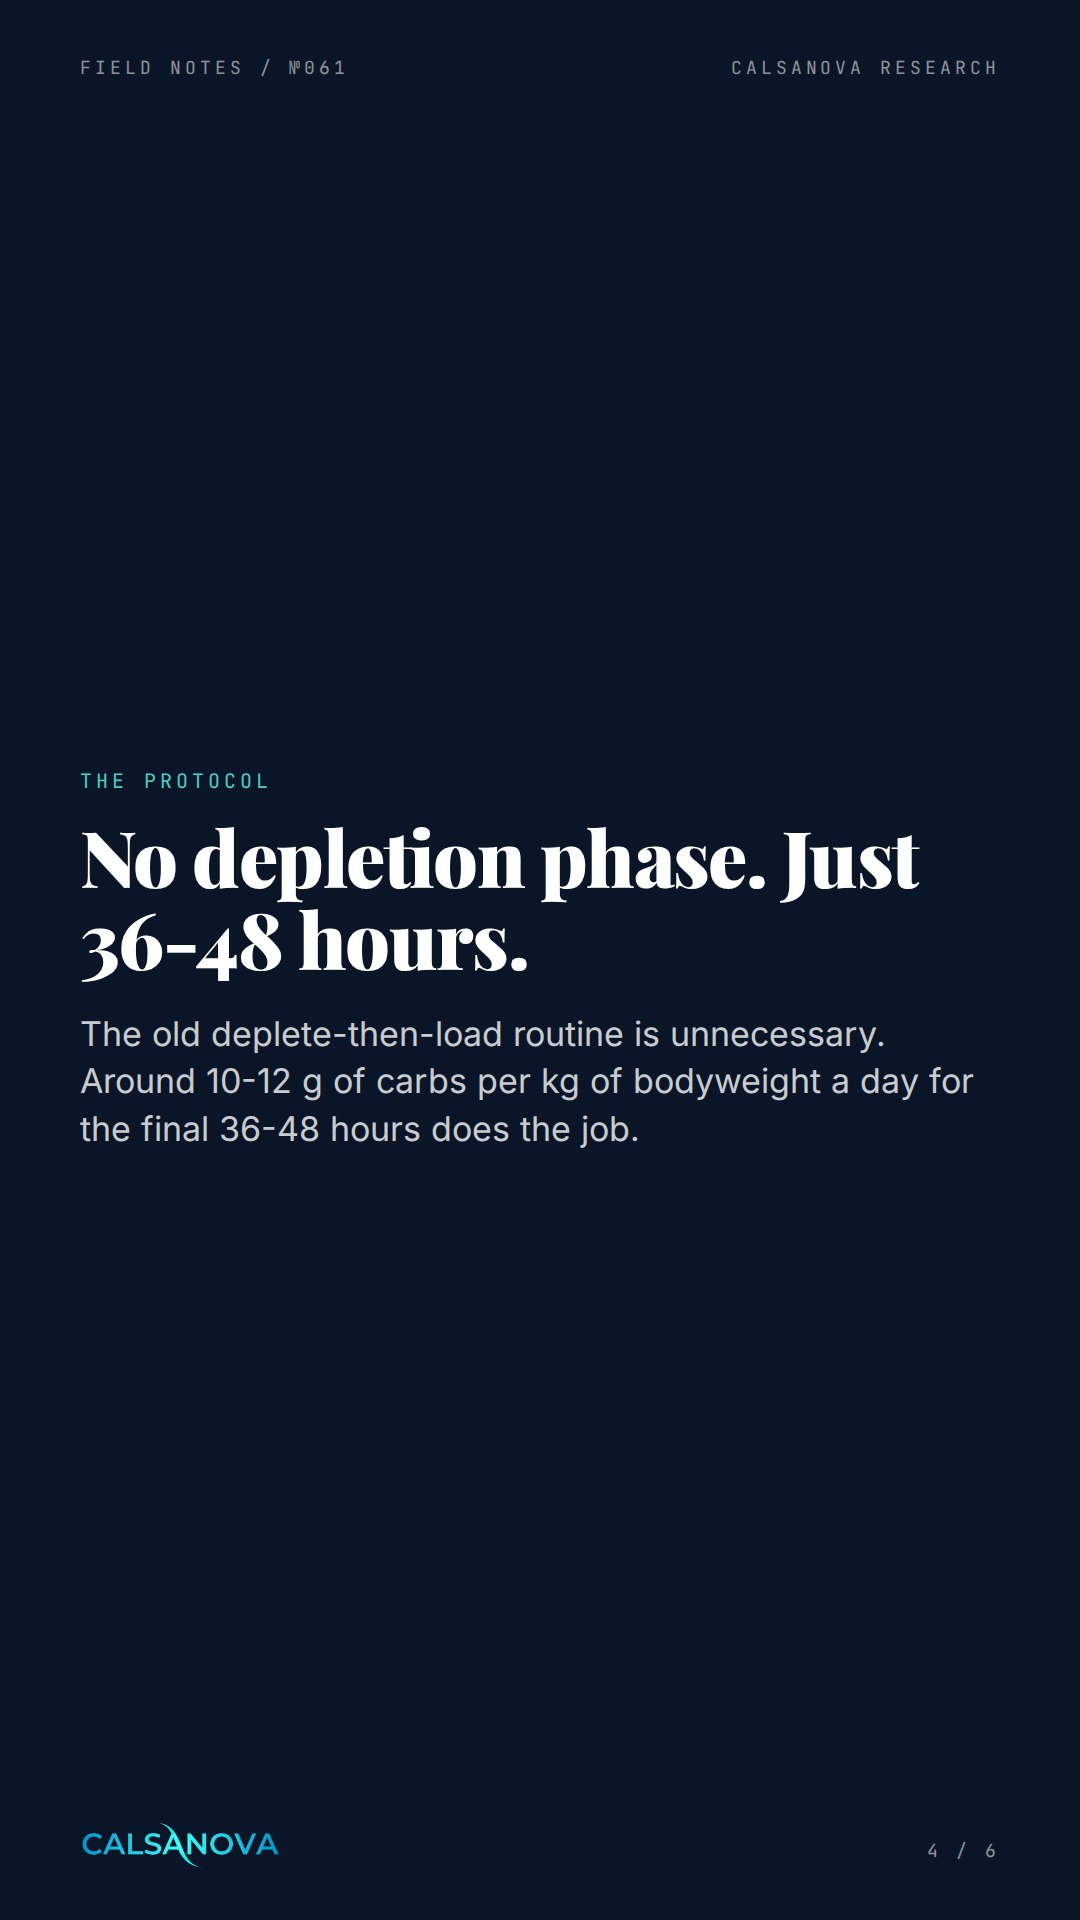 FIELD NOTES / №061
CALSANOVA RESEARCH
THE PROTOCOL
No depletion phase. Just
36-48 hours.
The old deplete-then-load routine is unnecessary.
Around 10-12 g of carbs per kg of bodyweight a day for
the final 36-48 hours does the job.
CALSANOVA
4 / 6